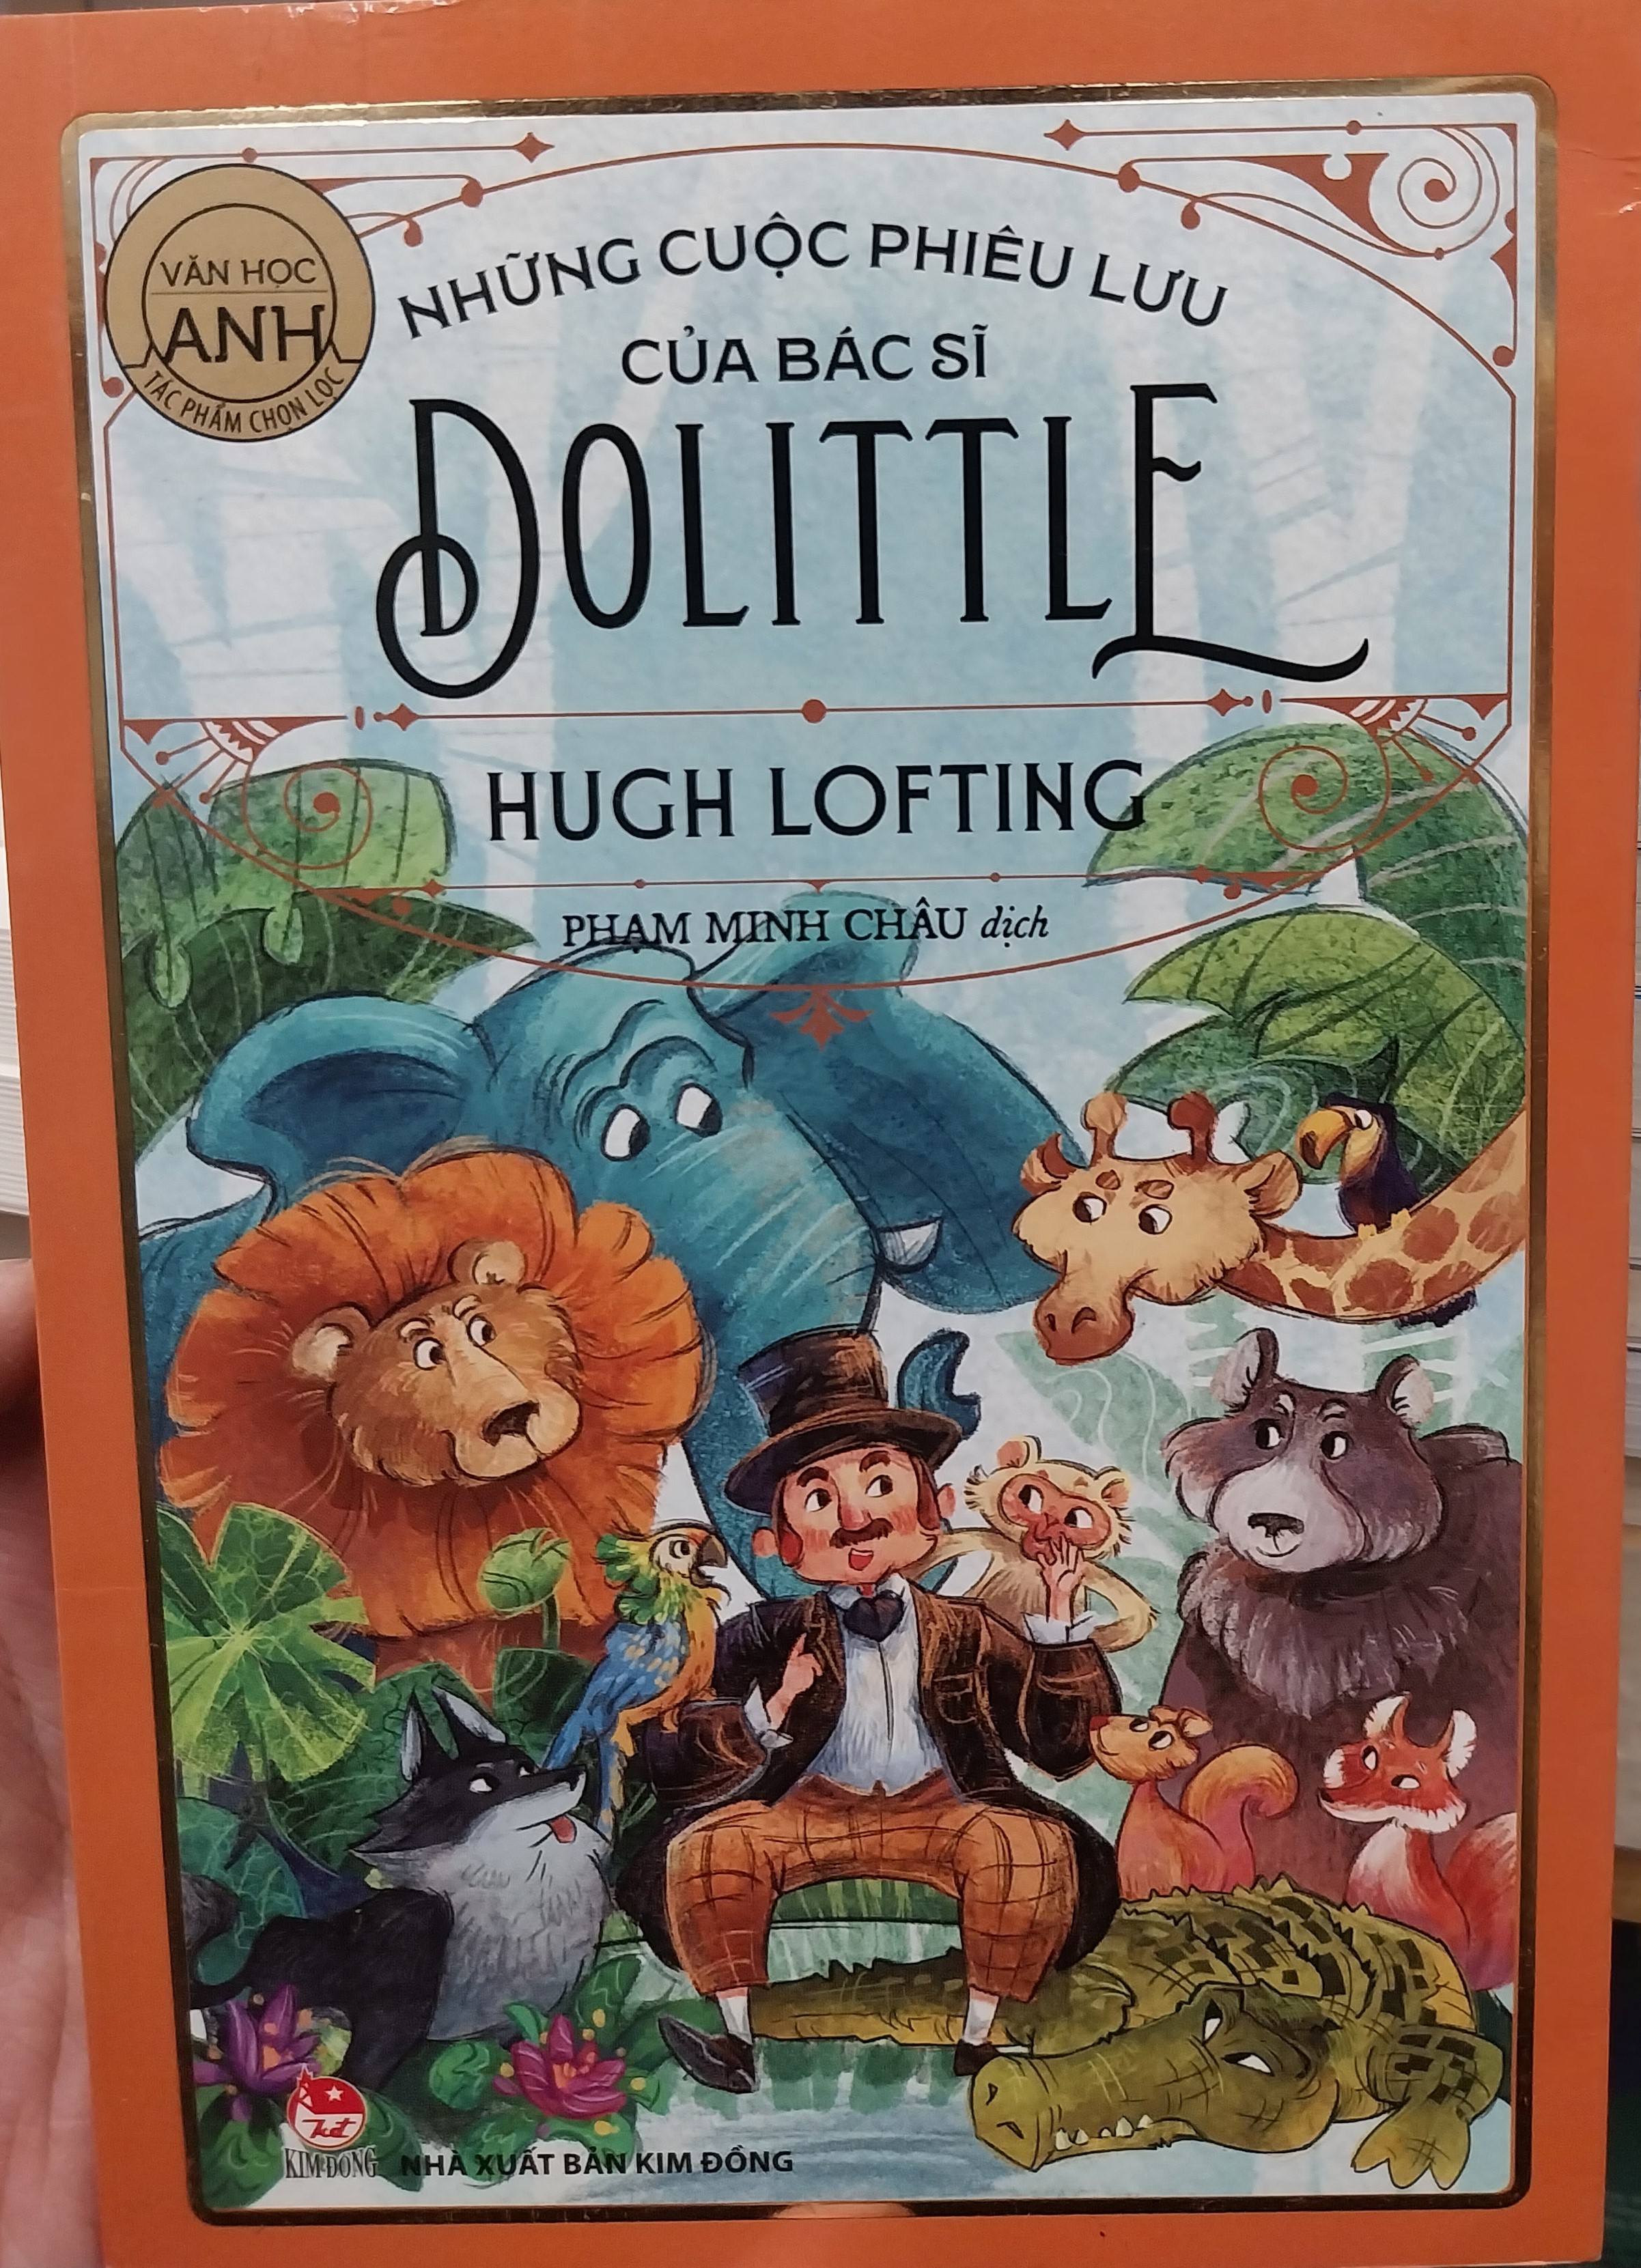 VĂN HỌC
ANH
TÁC PHẨM CHỌN LỌC
NHỮNG CUỘC PHIÊU LƯU
CỦA BÁC SĨ
DOLITTLE
HUGH LOFTING
PHẠM MINH CHÂU dịch
Kđ
KIM ĐỒNG
NHÀ XUẤT BẢN KIM ĐỒNG